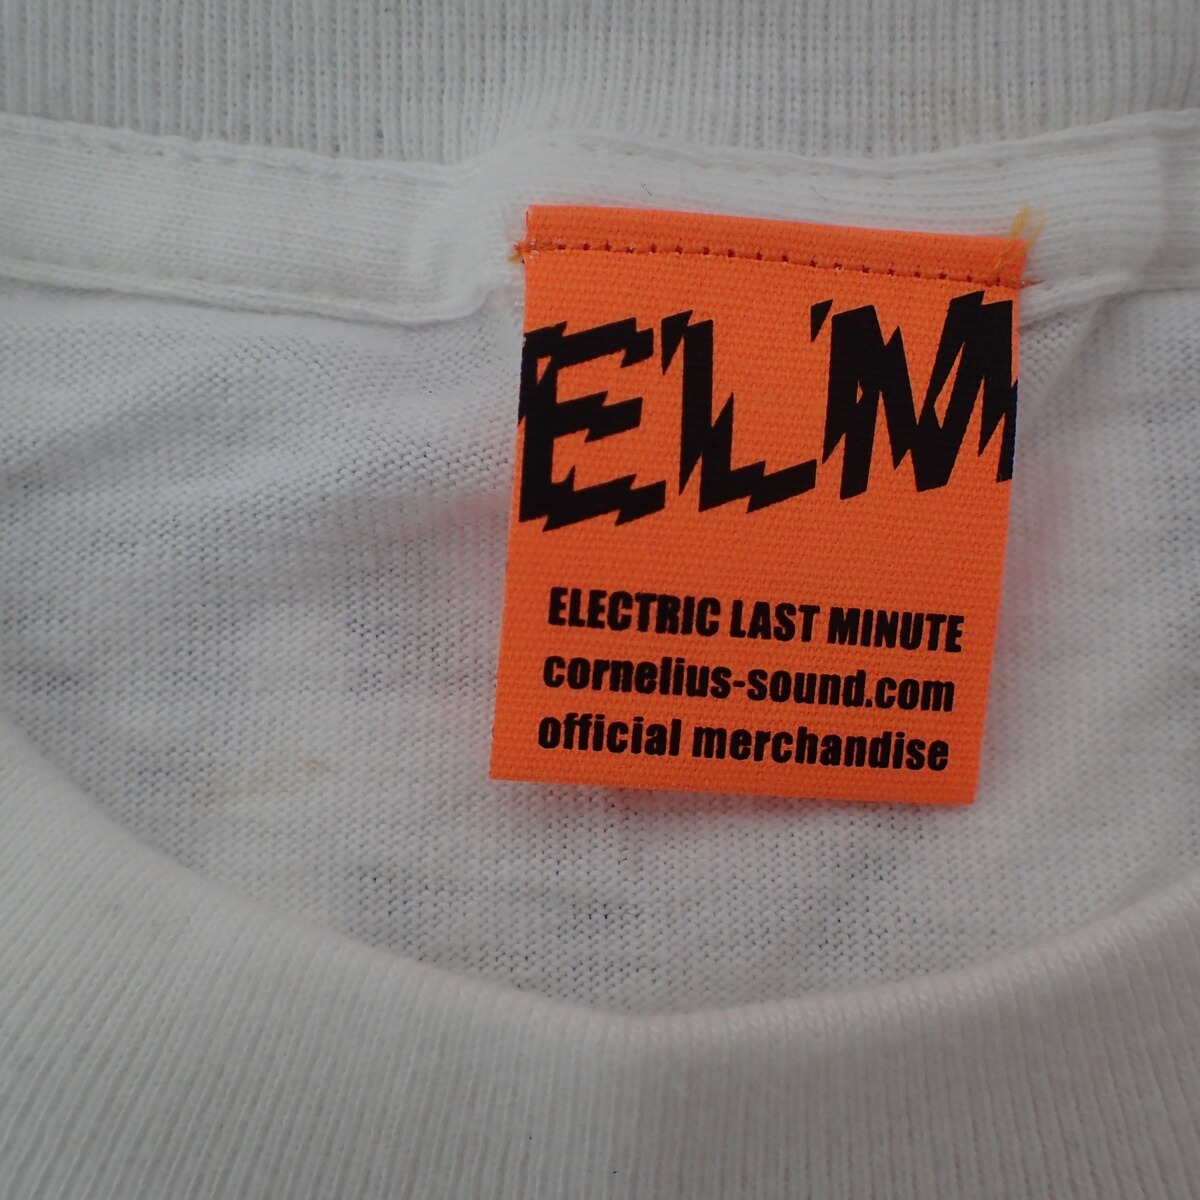 ELM
ELECTRIC LAST MINUTE
cornelius-sound.com
official merchandise